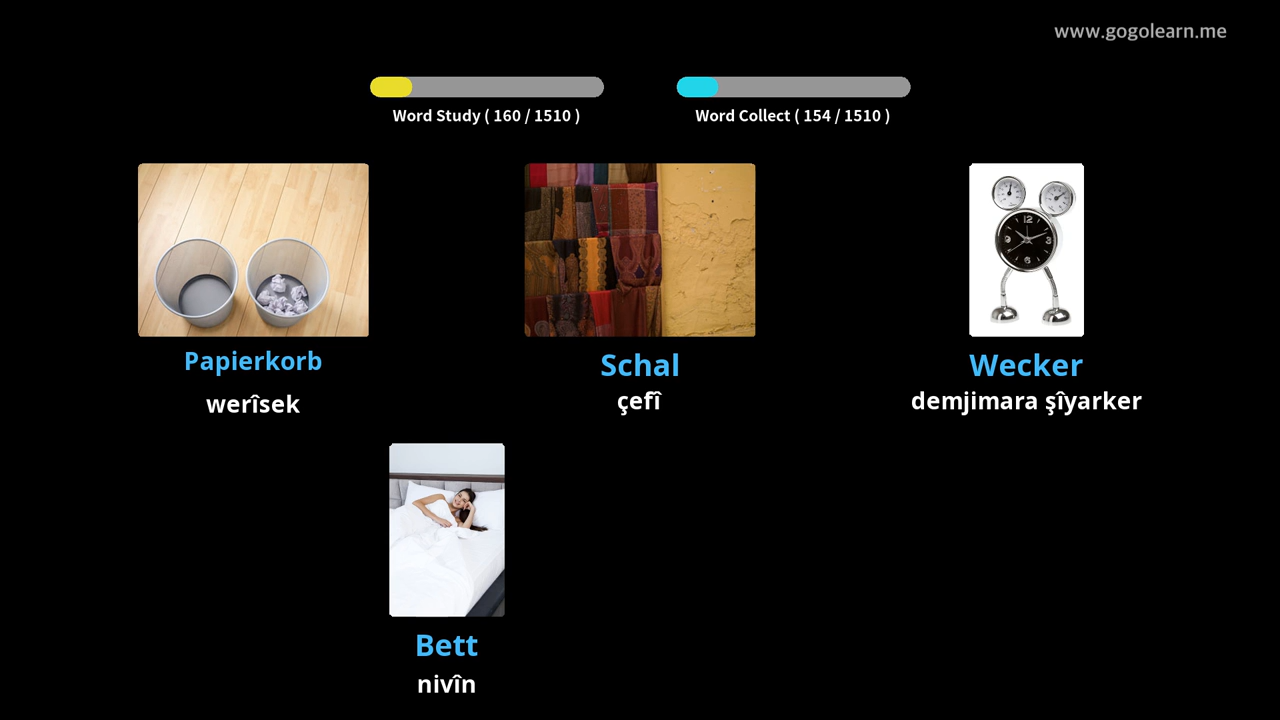 www.gogolearn.me
Word Study ( 160 / 1510 )
Word Collect ( 154 / 1510 )
Papierkorb
werîsek
Schal
çefî
Wecker
demjimara şîyarker
Bett
nivîn